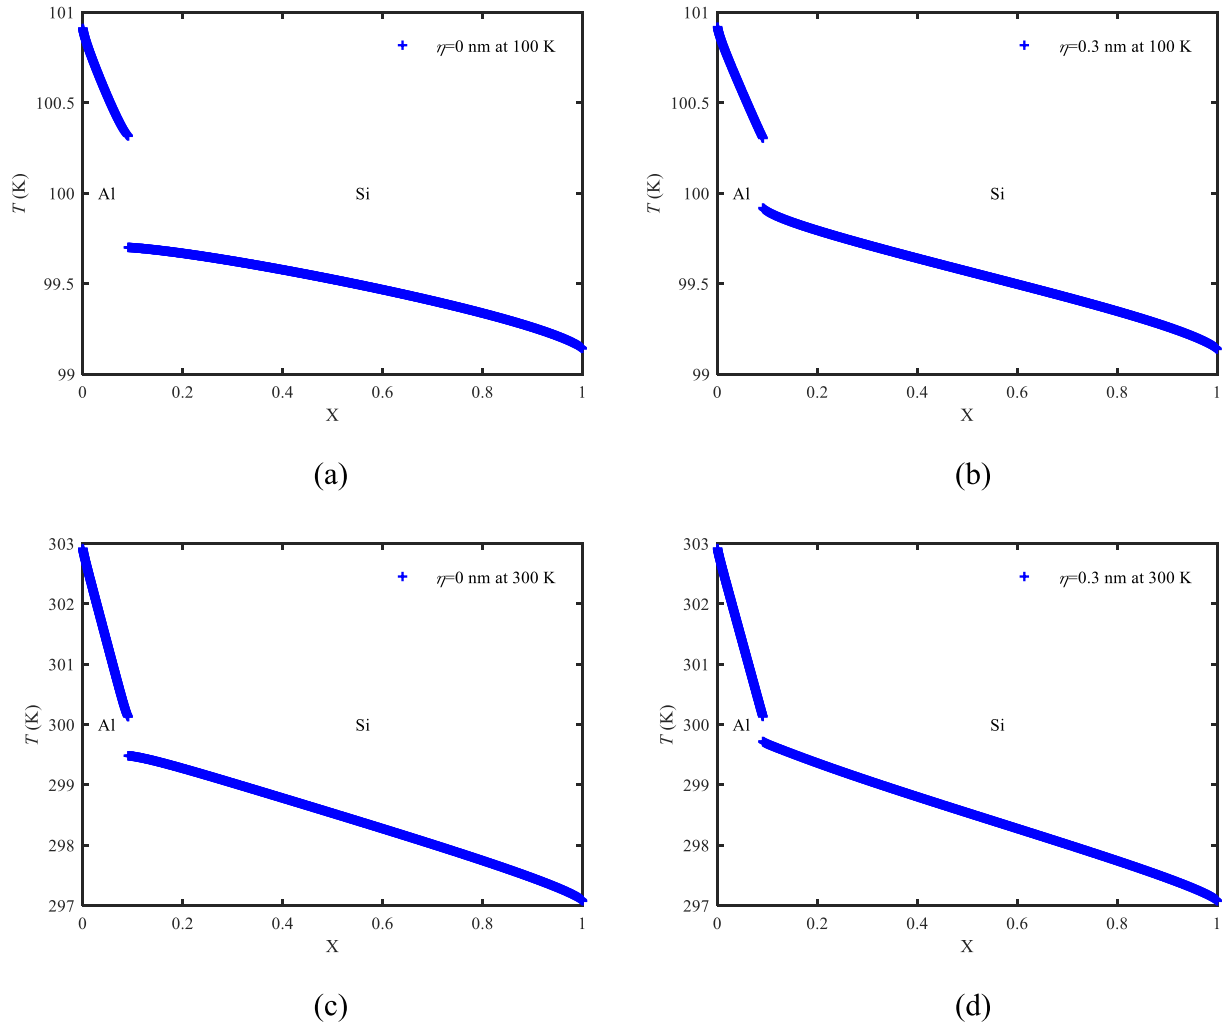 101
100.5
100
99.5
99
T (K)
η=0 nm at 100 K
Al
Si
0
0.2
0.4
0.6
0.8
1
X
(a)
101
100.5
100
99.5
99
T (K)
η=0.3 nm at 100 K
Al
Si
0
0.2
0.4
0.6
0.8
1
X
(b)
303
302
301
300
299
298
297
T (K)
η=0 nm at 300 K
Al
Si
0
0.2
0.4
0.6
0.8
1
X
(c)
303
302
301
300
299
298
297
T (K)
η=0.3 nm at 300 K
Al
Si
0
0.2
0.4
0.6
0.8
1
X
(d)